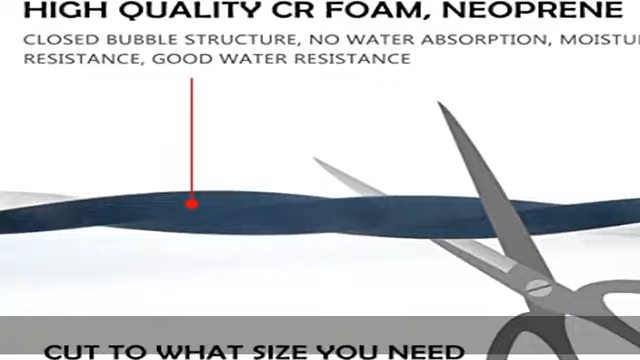 HIGH QUALITY CR FOAM, NEOPRENE
CLOSED BUBBLE STRUCTURE, NO WATER ABSORPTION,
RESISTANCE, GOOD WATER RESISTANCE
CUT TO WHAT SIZE YOU NEED